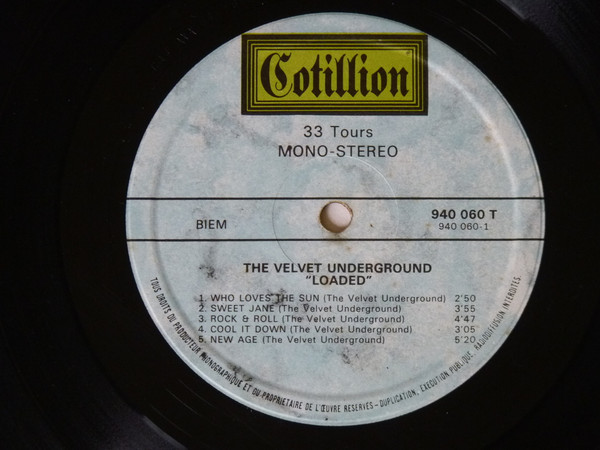 Cotillion
33 Tours
MONO-STEREO
BIEM
940 060 T
940 060-1
THE VELVET UNDERGROUND
"LOADED"
1. WHO LOVES THE SUN (The Velvet Underground) 2'50
2. SWEET JANE (The Velvet Underground) 3'55
3. ROCK & ROLL (The Velvet Underground) 4'47
4. COOL IT DOWN (The Velvet Underground) 3'05
5. NEW AGE (The Velvet Underground) 5'20
TOUS DROITS DU PRODUCTEUR PHONOGRAPHIQUE ET DU PROPRIETAIRE DE L'ŒUVRE RESERVES - DUPLICATION, EXECUTION PUBLIQUE, RADIODIFFUSION INTERDITES.